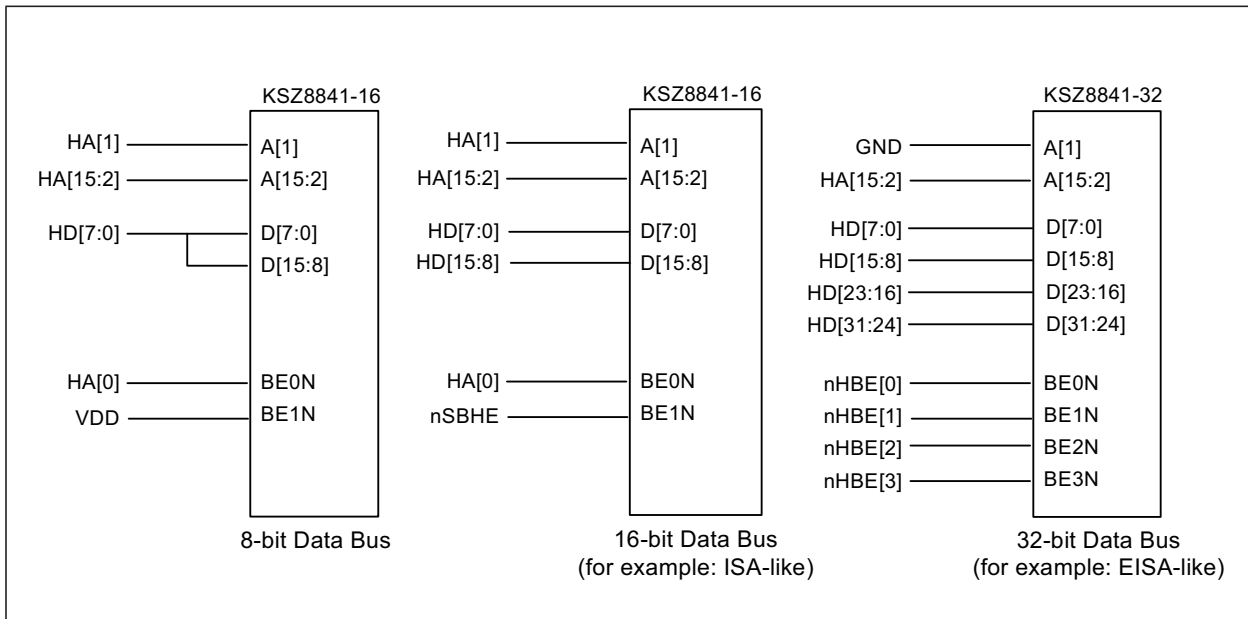 KSZ8841-16
HA[1]
A[1]
HA[15:2]
A[15:2]
HD[7:0]
D[7:0]
D[15:8]
HA[0]
BE0N
VDD
BE1N
8-bit Data Bus
KSZ8841-16
HA[1]
A[1]
HA[15:2]
A[15:2]
HD[7:0]
D[7:0]
HD[15:8]
D[15:8]
HA[0]
BE0N
nSBHE
BE1N
16-bit Data Bus
(for example: ISA-like)
KSZ8841-32
GND
A[1]
HA[15:2]
A[15:2]
HD[7:0]
D[7:0]
HD[15:8]
D[15:8]
HD[23:16]
D[23:16]
HD[31:24]
D[31:24]
nHBE[0]
BE0N
nHBE[1]
BE1N
nHBE[2]
BE2N
nHBE[3]
BE3N
32-bit Data Bus
(for example: EISA-like)